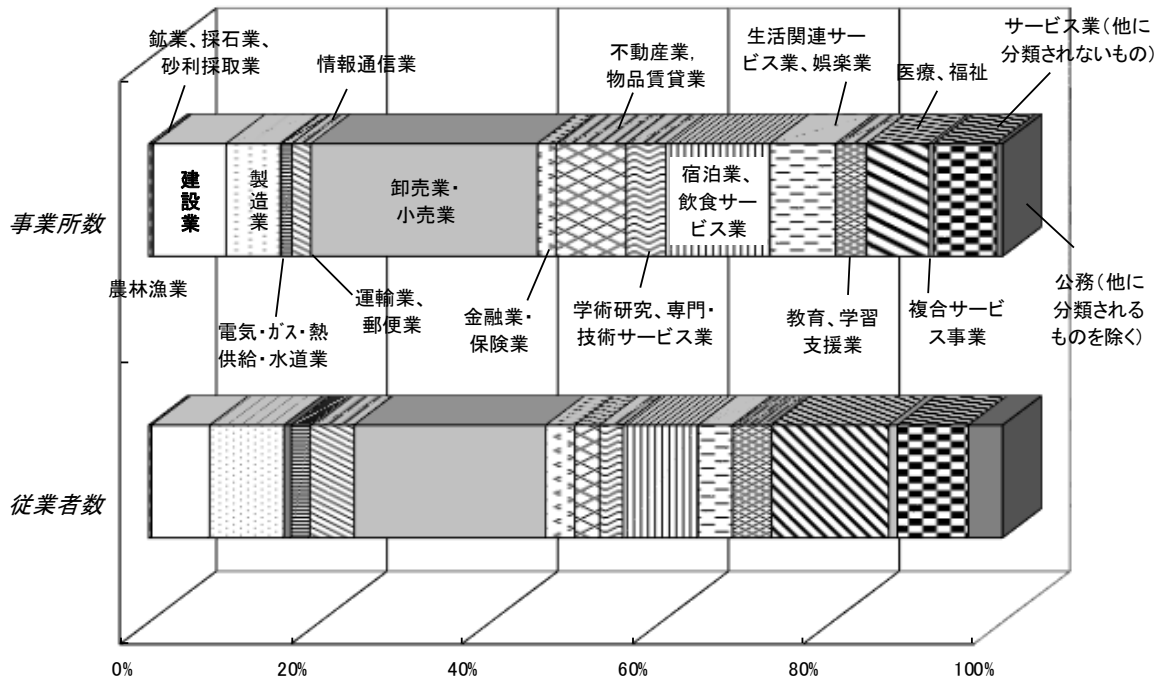 鉱業、採石業、
砂利採取業
情報通信業
不動産業,
物品賃貸業
生活関連サー
ビス業、娯楽業
医療、福祉
サービス業(他に
分類されないもの)
事業所数
建設業
製造業
卸売業・
小売業
宿泊業、
飲食サー
ビス業
農林漁業
電気・ガス・熱
供給・水道業
運輸業、
郵便業
金融業・
保険業
学術研究、専門・
技術サービス業
教育、学習
支援業
複合サービ
ス事業
公務(他に
分類される
ものを除く)
従業者数
0%
20%
40%
60%
80%
100%